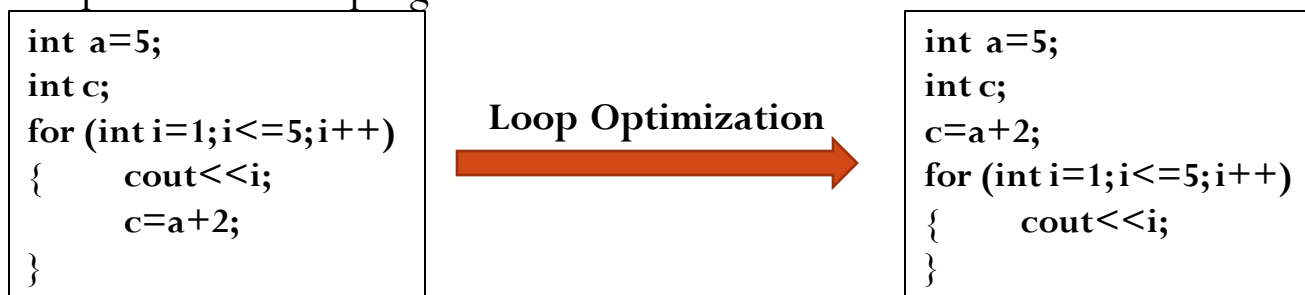 int a=5;
int c;
for (int i=1;i<=5;i++)
{ cout<<i;
c=a+2;
}
Loop Optimization
int a=5;
int c;
c=a+2;
for (int i=1;i<=5;i++)
{ cout<<i;
}